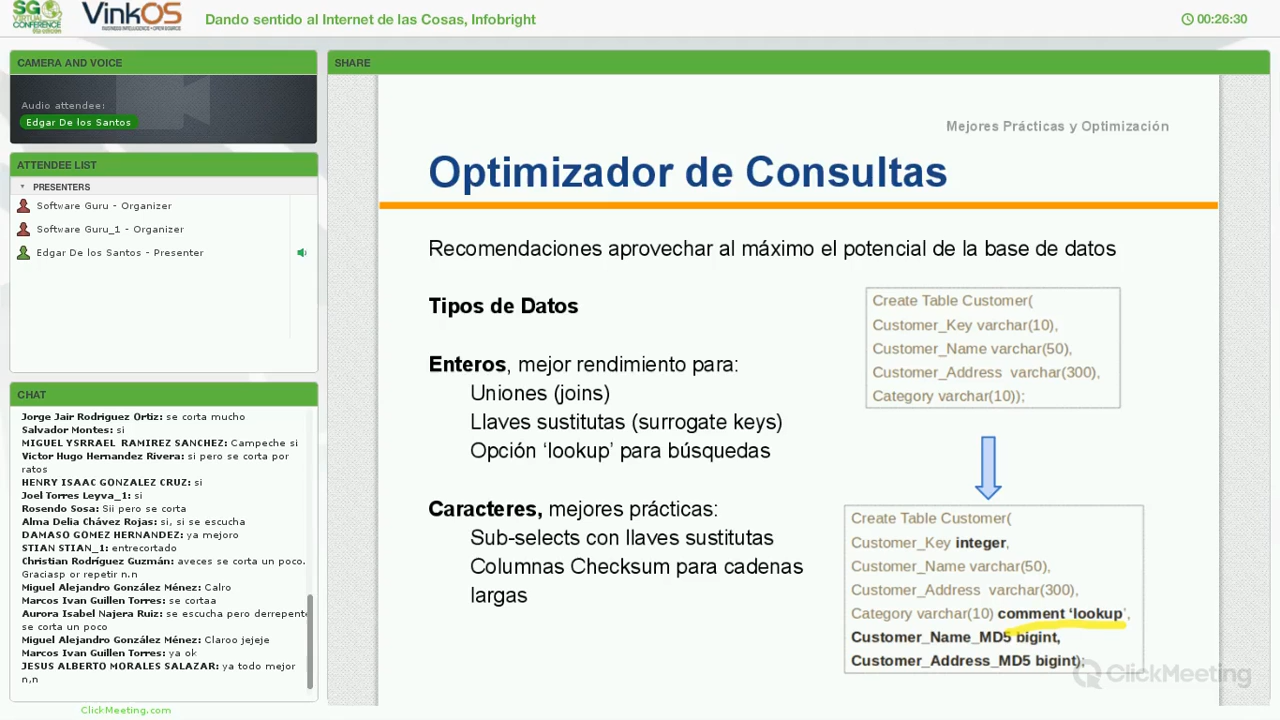 SG
VIRTUAL
CONFERENCE
VinkOS
Dando sentido al Internet de las Cosas, Infobright
00:26:30
CAMERA AND VOICE
Audio attendee:
Edgar De los Santos
ATTENDEE LIST
PRESENTERS
Software Guru - Organizer
Software Guru_1 - Organizer
Edgar De los Santos - Presenter
CHAT
Jorge Jair Rodriguez Ortiz: se corta mucho
Salvador Montes: si
MIGUEL YSRRAEL RAMIREZ SANCHEZ: Campeche si
Victor Hugo Hernandez Rivera: si pero se corta por
ratos
HENRY ISAAC GONZALEZ CRUZ: si
Joel Torres Leyva_1: si
Rosendo Sosa: Sii pero se corta
Alma Delia Chávez Rojas: si, si se escucha
DAMASO GOMEZ HERNANDEZ: ya mejoro
STIAN STIAN_1: entrecortado
Christian Rodríguez Guzmán: aveces se corta un poco.
Graciasp or repetir n.n
Miguel Alejandro González Ménez: Calro
Marcos Ivan Guillen Torres: se cortaa
Aurora Isabel Najera Ruiz: se escucha pero derrepente
se corta un poco
Miguel Alejandro González Ménez: Claroo jejeje
Marcos Ivan Guillen Torres: ya ok
JESUS ALBERTO MORALES SALAZAR: ya todo mejor
n,n
ClickMeeting.com
SHARE
Mejores Prácticas y Optimización
Optimizador de Consultas
Recomendaciones aprovechar al máximo el potencial de la base de datos
Tipos de Datos
Enteros, mejor rendimiento para:
Uniones (joins)
Llaves sustitutas (surrogate keys)
Opción ‘lookup’ para búsquedas
Caracteres, mejores prácticas:
Sub-selects con llaves sustitutas
Columnas Checksum para cadenas
largas
Create Table Customer(
Customer_Key varchar(10),
Customer_Name varchar(50),
Customer_Address varchar(300),
Category varchar(10));
Create Table Customer(
Customer_Key integer,
Customer_Name varchar(50),
Customer_Address varchar(300),
Category varchar(10) comment ‘lookup’,
Customer_Name_MD5 bigint,
Customer_Address_MD5 bigint);
ClickMeeting